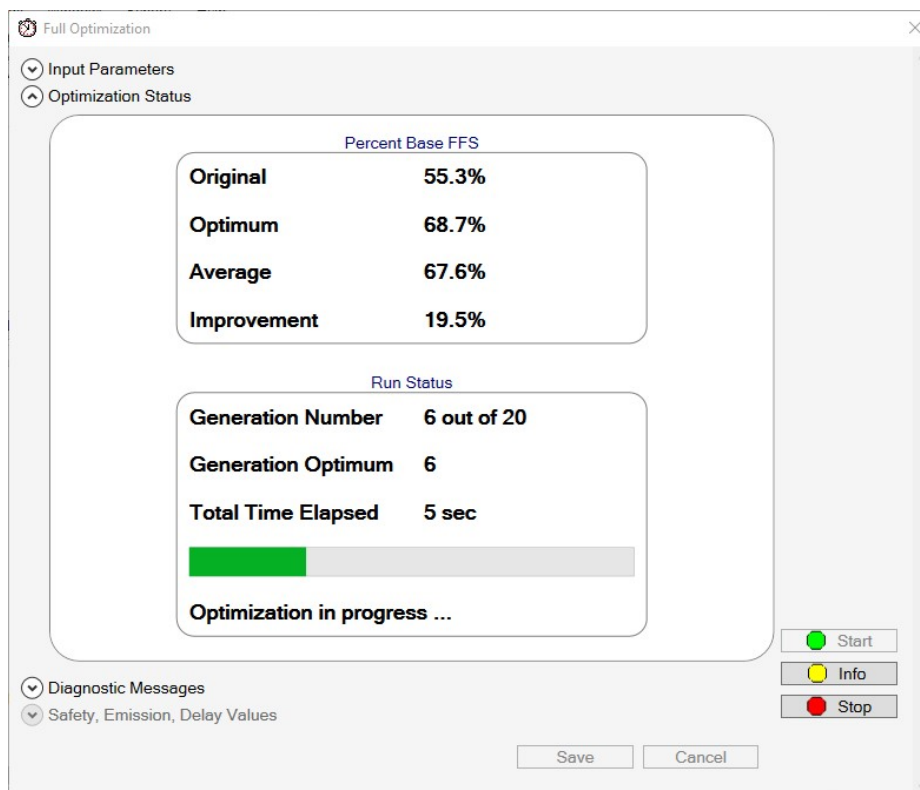 Full Optimization
Input Parameters
Optimization Status
Percent Base FFS
Original 55.3%
Optimum 68.7%
Average 67.6%
Improvement 19.5%
Run Status
Generation Number 6 out of 20
Generation Optimum 6
Total Time Elapsed 5 sec
Optimization in progress ...
Start
Info
Stop
Diagnostic Messages
Safety, Emission, Delay Values
Save Cancel